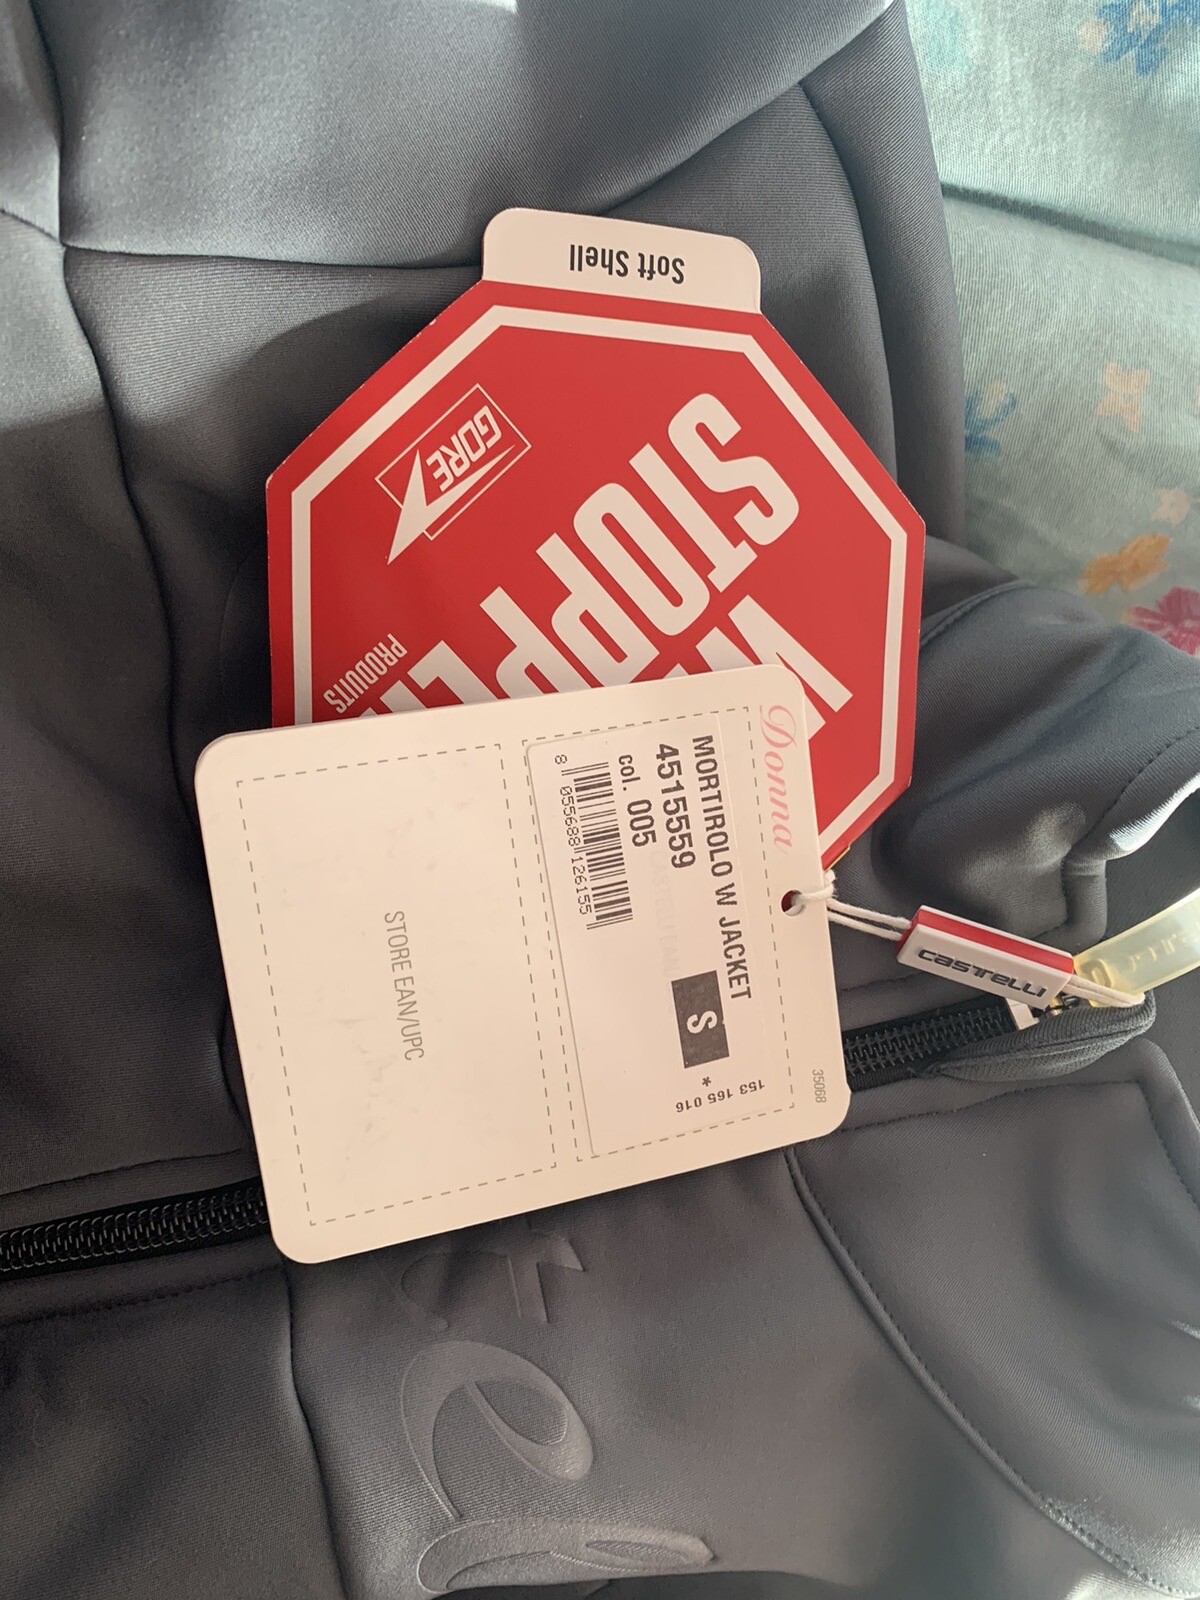 Soft Shell
GORE
STOPPE
PRODUITS
Donna
MORTIROLO W JACKET
4515559
col. 005
S
*
153 165 016
8 055688 126155
35068
STORE EAN/UPC
CASTELLI